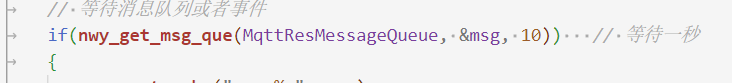 // 等待消息队列或者事件
if(nwy_get_msg_que(MqttResMessageQueue, &msg, 10)) // 等待一秒
{